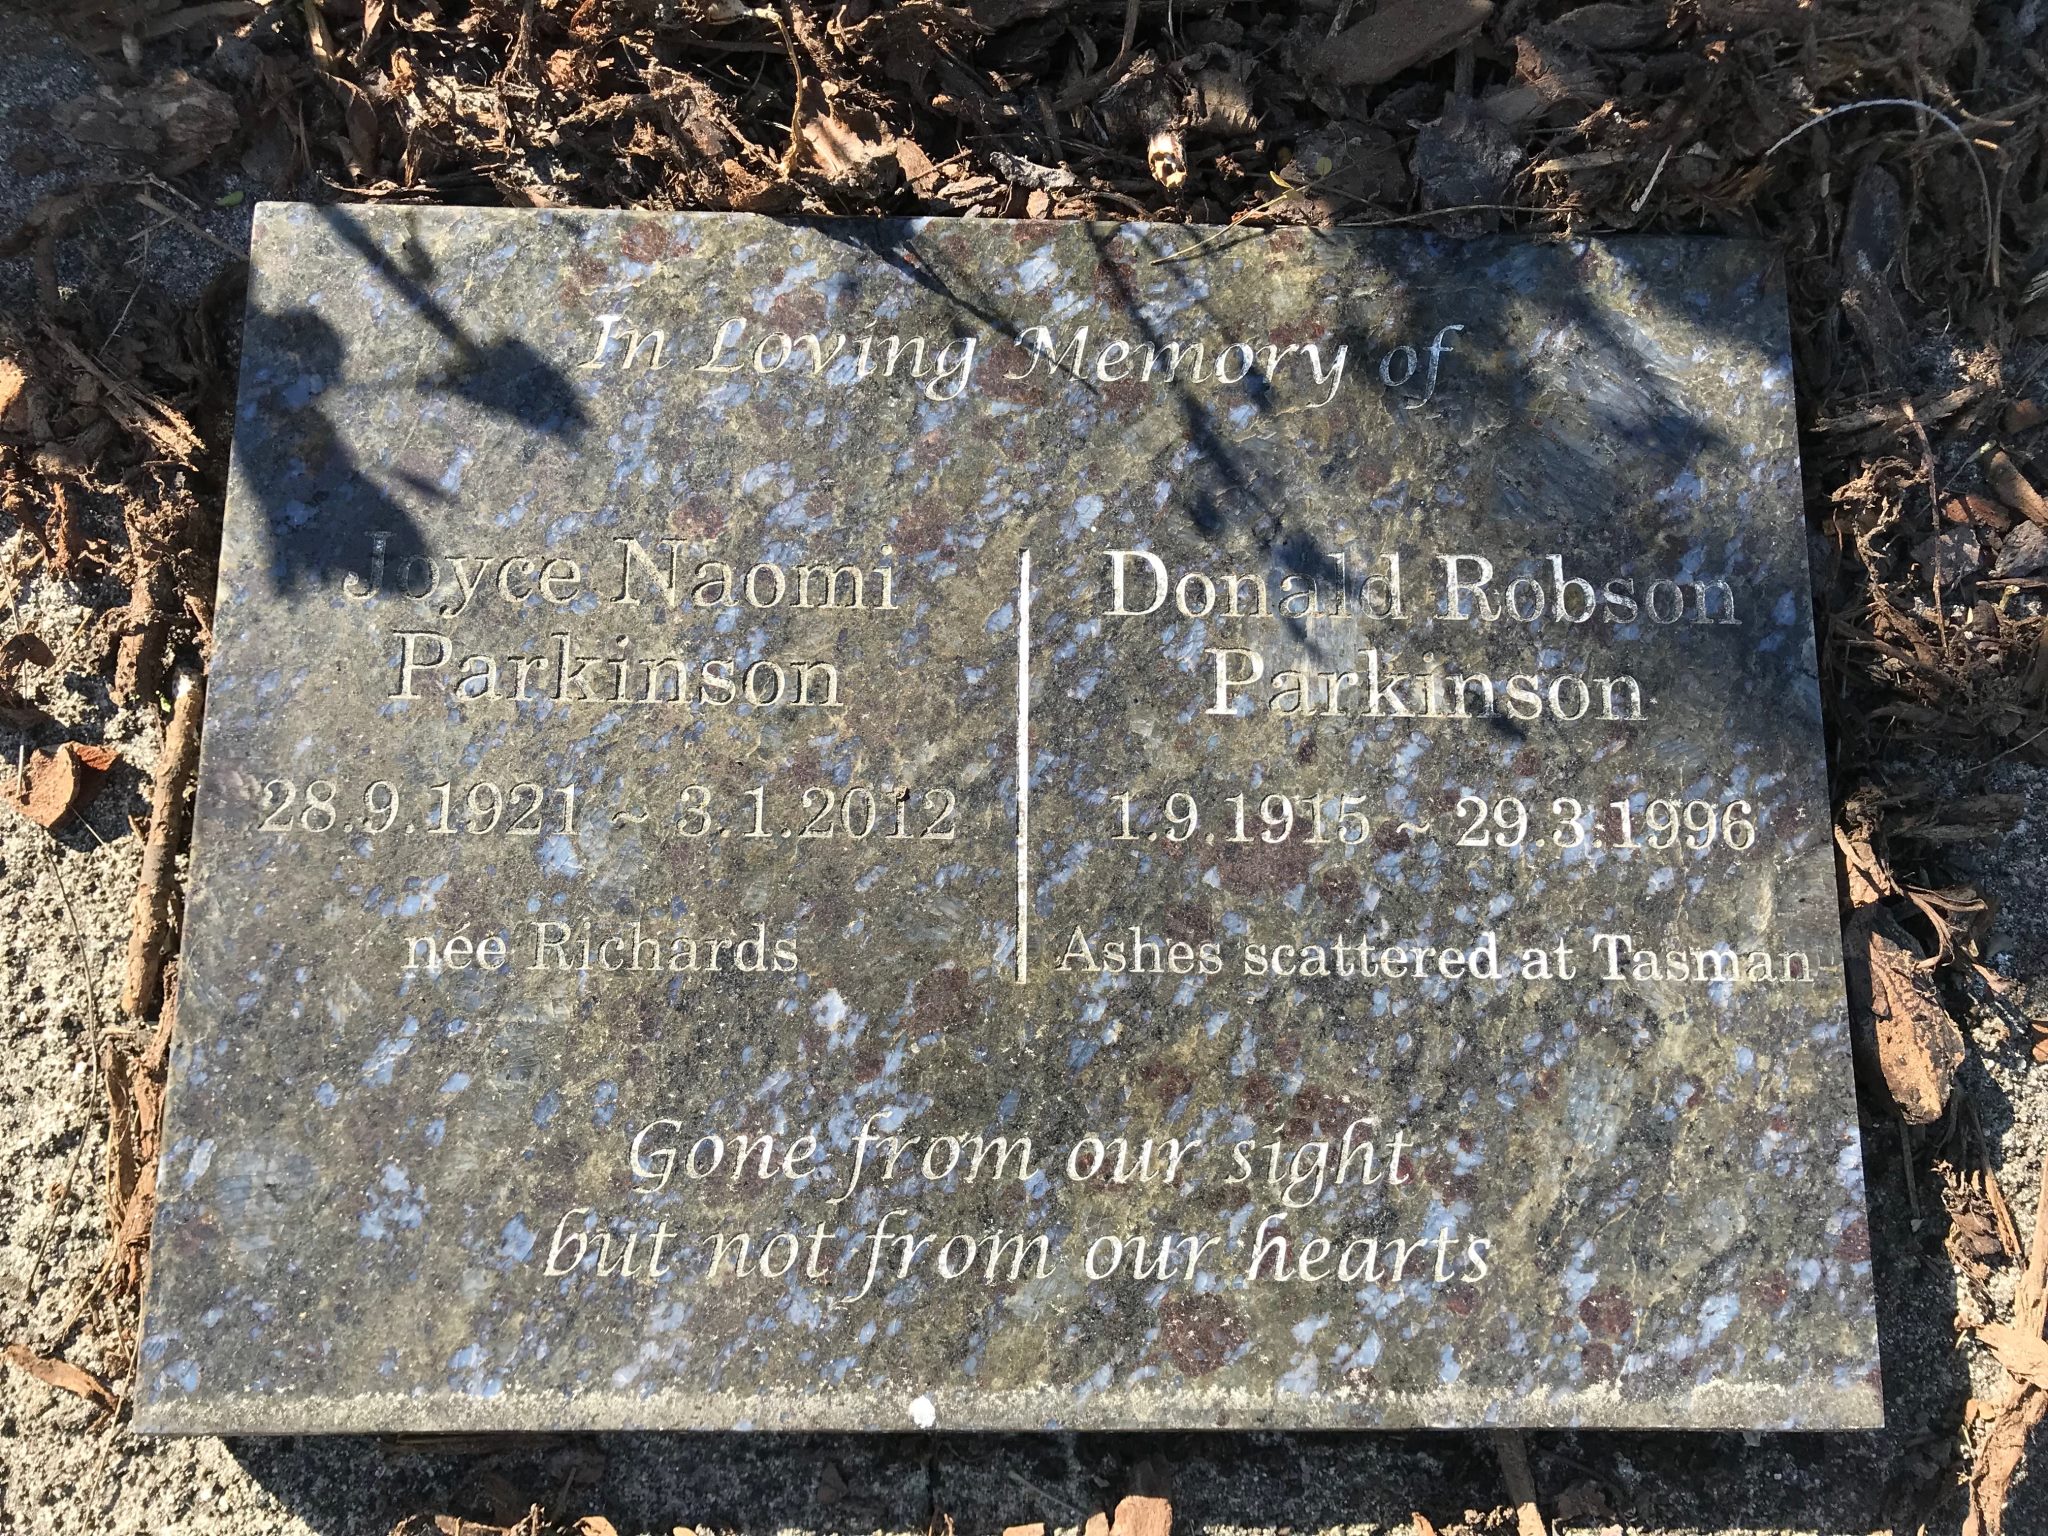 In Loving Memory of
Joyce Naomi
Parkinson
28.9.1921 ~ 3.1.2012
née Richards
Donald Robson
Parkinson
1.9.1915 ~ 29.3.1996
Ashes scattered at Tasman
Gone from our sight
but not from our hearts